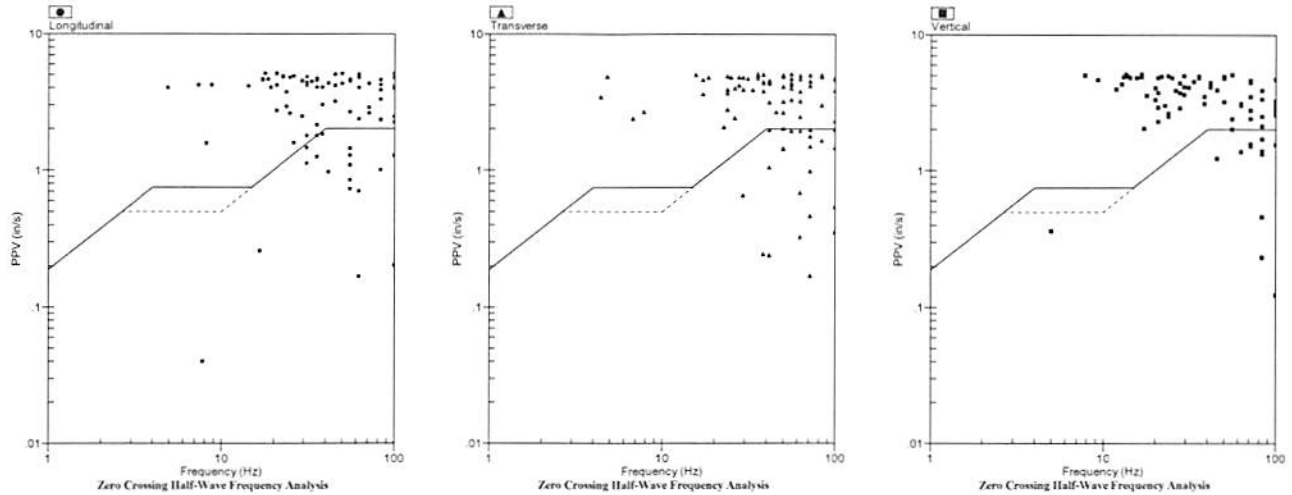 Longitudinal
10
1
.1
.01
PPV (in/s)
1
10
100
Frequency (Hz)
Zero Crossing Half-Wave Frequency Analysis
Transverse
10
1
.1
.01
PPV (in/s)
1
10
100
Frequency (Hz)
Zero Crossing Half-Wave Frequency Analysis
Vertical
10
1
.1
.01
PPV (in/s)
1
10
100
Frequency (Hz)
Zero Crossing Half-Wave Frequency Analysis